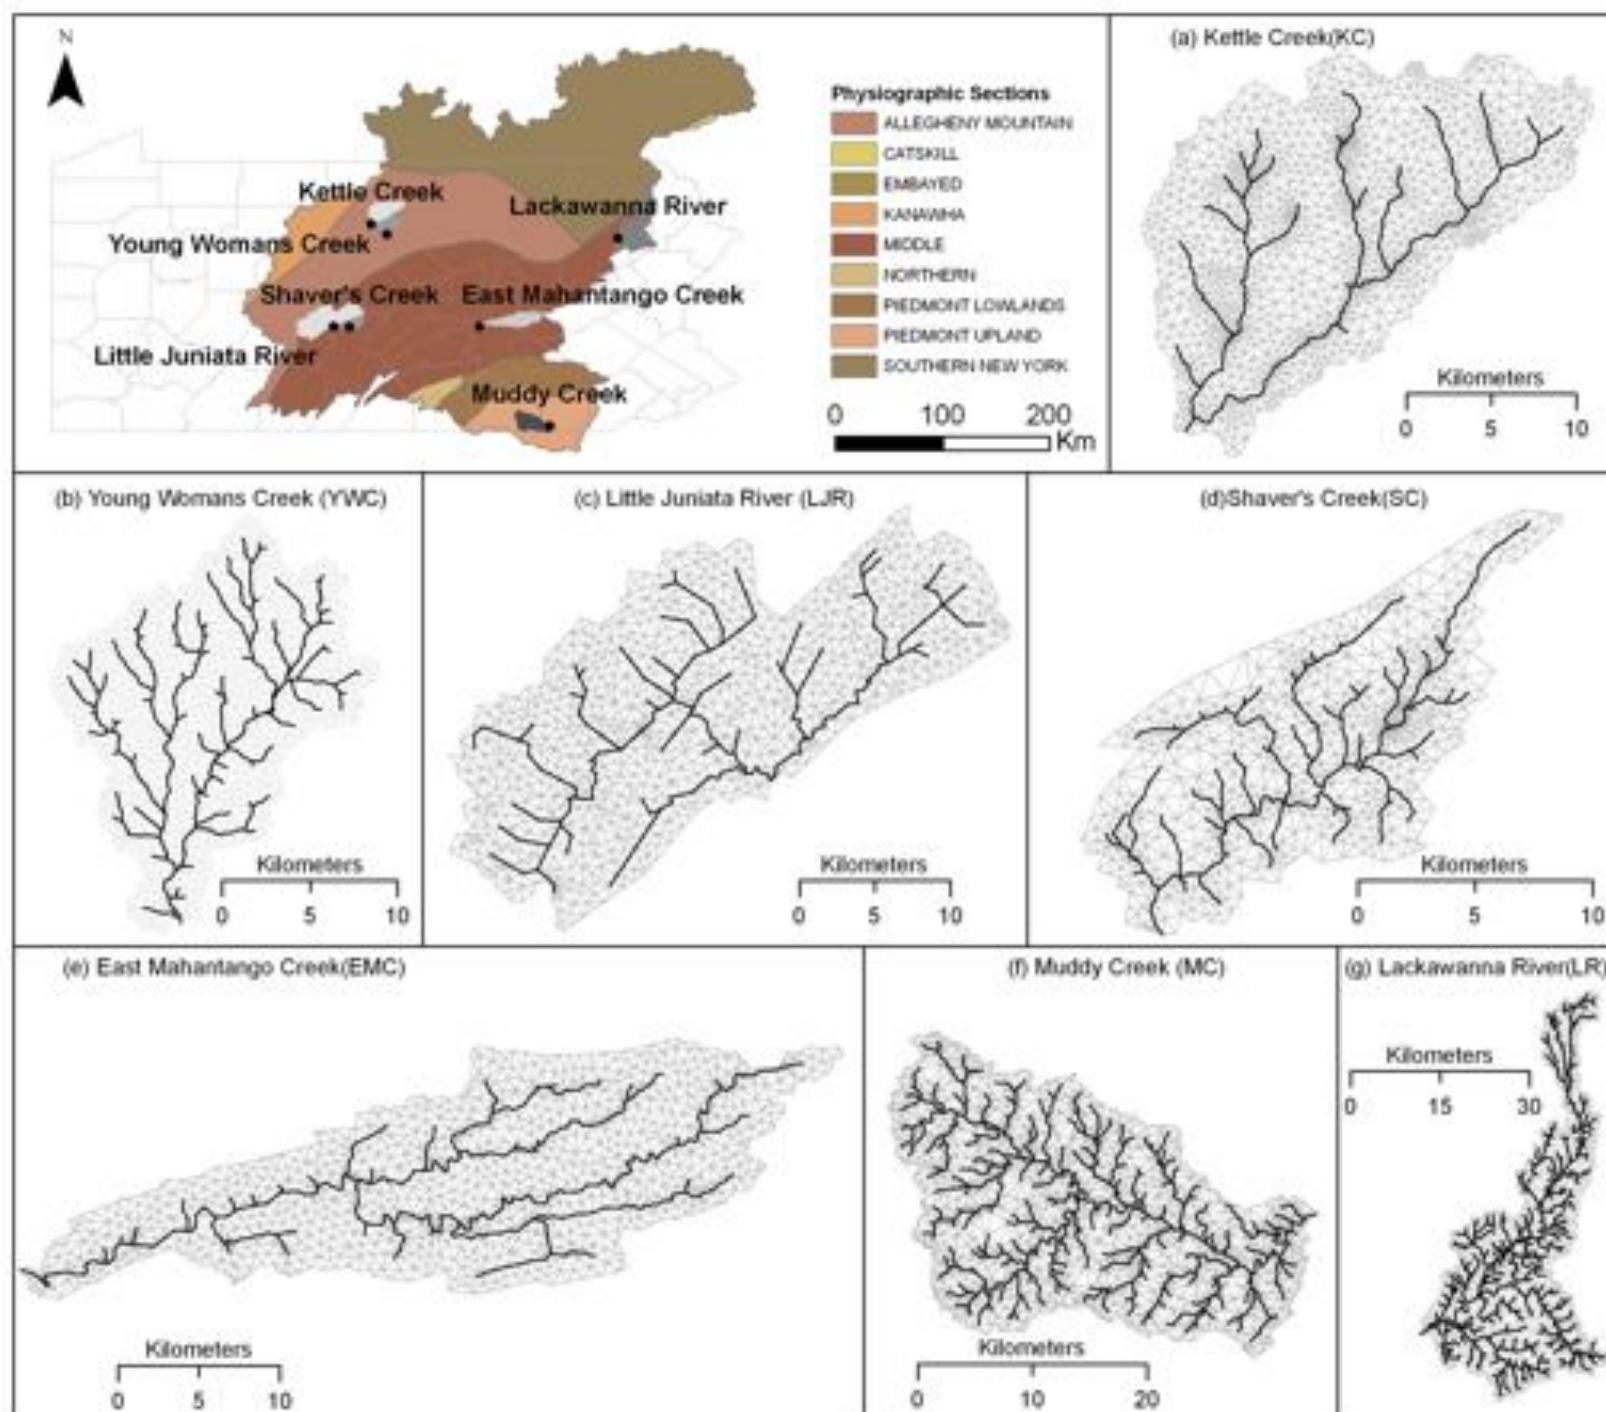 N
Kettle Creek
Lackawanna River
Young Womans Creek
Shaver's Creek
East Mahantango Creek
Little Juniata River
Muddy Creek
Physiographic Sections
ALLEGHENY MOUNTAIN
CATSKILL
EMBAYED
KANAWHA
MIDDLE
NORTHERN
PIEDMONT LOWLANDS
PIEDMONT UPLAND
SOUTHERN NEW YORK
0 100 200
Km
(a) Kettle Creek(KC)
Kilometers
0 5 10
(b) Young Womans Creek (YWC)
Kilometers
0 5 10
(c) Little Juniata River (LJR)
Kilometers
0 5 10
(d)Shaver's Creek(SC)
Kilometers
0 5 10
(e) East Mahantango Creek(EMC)
Kilometers
0 5 10
(f) Muddy Creek (MC)
Kilometers
0 10 20
(g) Lackawanna River(LR)
Kilometers
0 15 30